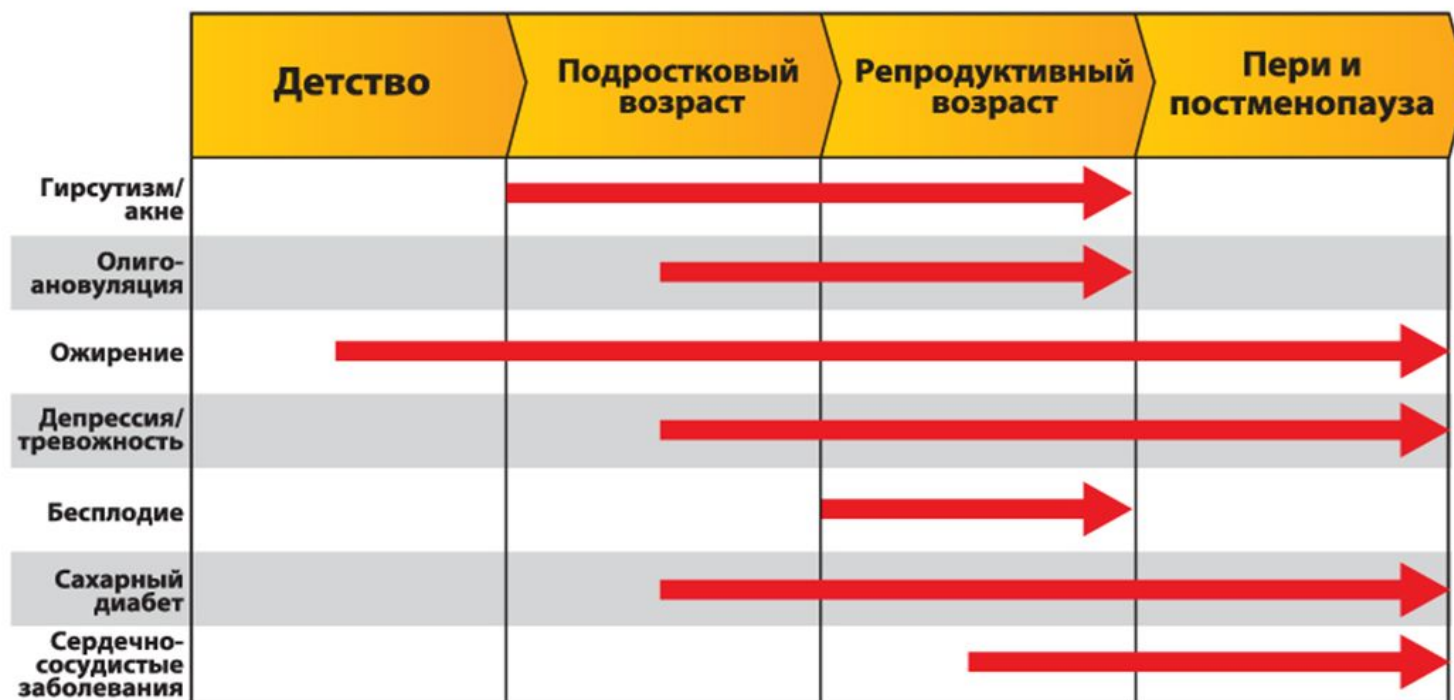 Детство
Подростковый
возраст
Репродуктивный
возраст
Пери и
постменопауза
Гирсутизм/
акне
Олиго-
ановуляция
Ожирение
Депрессия/
тревожность
Бесплодие
Сахарный
диабет
Сердечно-
сосудистые
заболевания